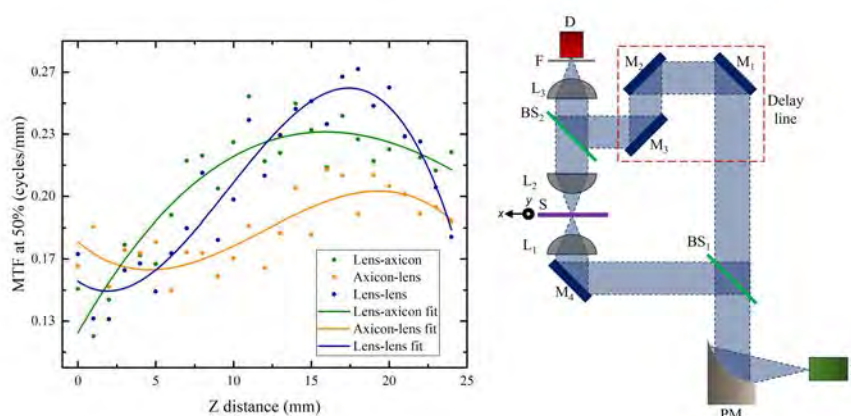 0.27
0.23
0.20
0.17
0.13
MTF at 50% (cycles/mm)
Lens-axicon
Axicon-lens
Lens-lens
Lens-axicon fit
Axicon-lens fit
Lens-lens fit
0 5 10 15 20 25
Z distance (mm)
D
F
L3
BS2
M2
M1
Delay
line
M3
L2
y
x
S
L1
BS1
M4
PM